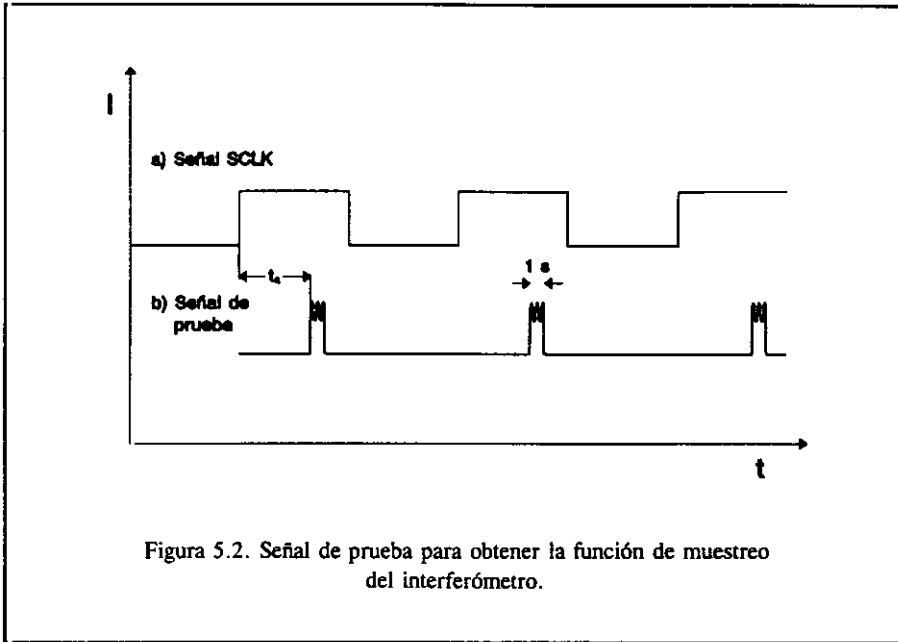 I
a) Señal SCLK
1 s
b) Señal de
prueba
t
Figura 5.2. Señal de prueba para obtener la función de muestreo
del interferómetro.